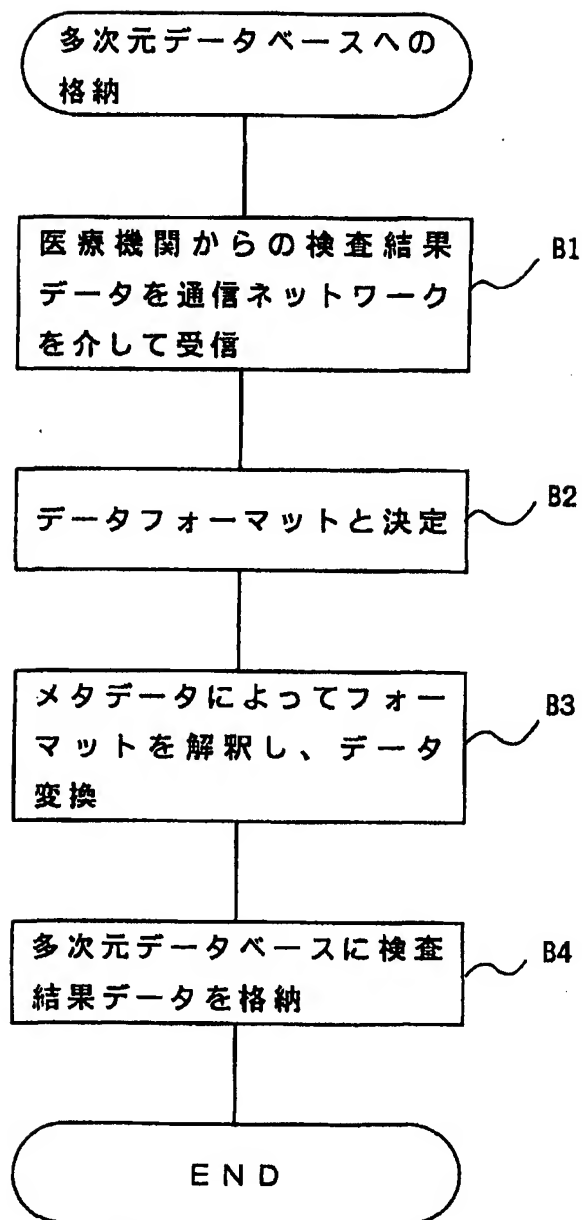 多次元データベースへの
格納
医療機関からの検査結果
データを通信ネットワーク
を介して受信
B1
データフォーマットと決定
B2
メタデータによってフォー
マットを解釈し、データ
変換
B3
多次元データベースに検査
結果データを格納
B4
END